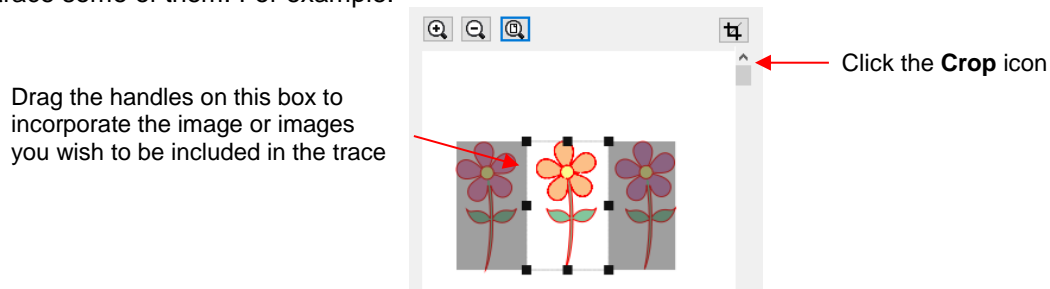 trace some of them. For example:
Click the Crop icon
Drag the handles on this box to
incorporate the image or images
you wish to be included in the trace